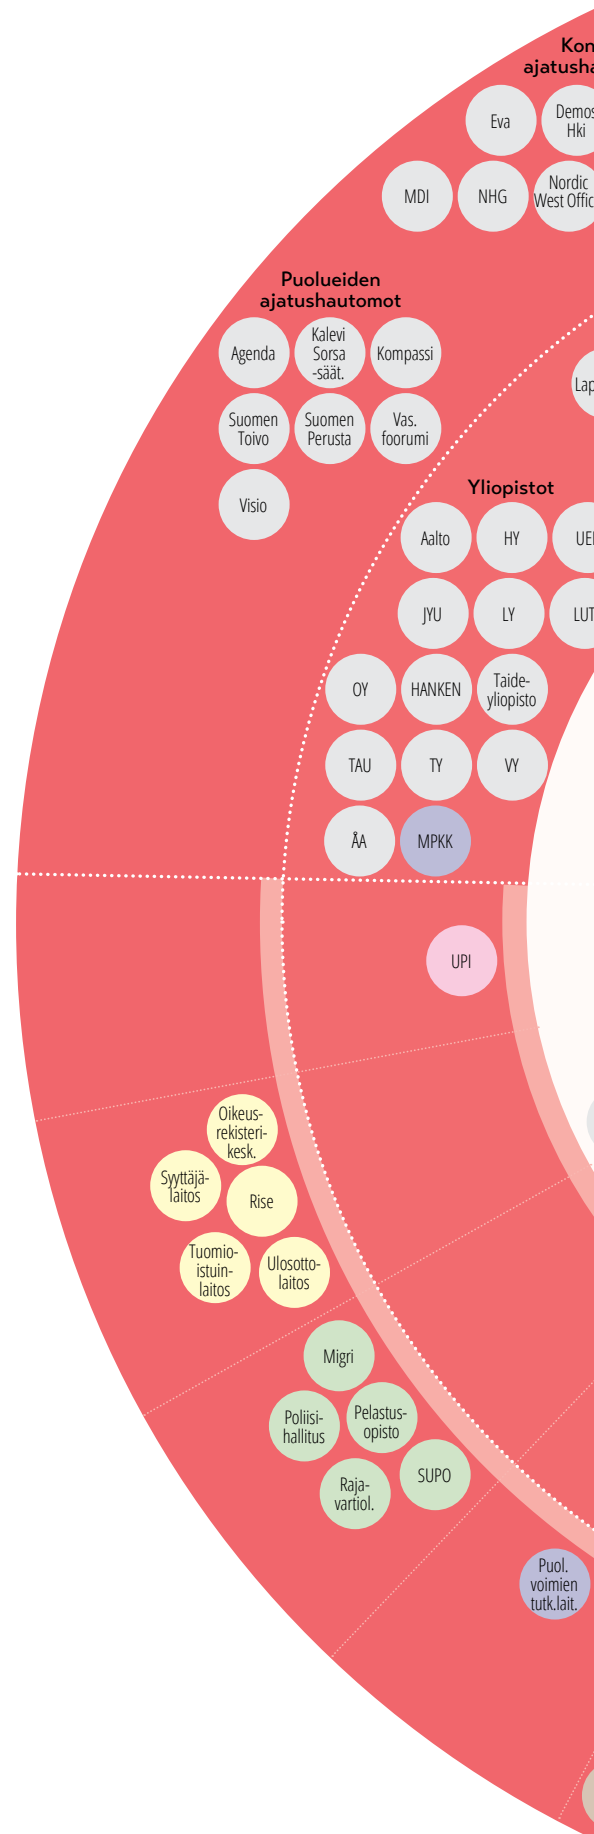 Kon
ajatusha
Eva
Demos
Hki
MDI
NHG
Nordic
West Offic
Puolueiden
ajatushautomot
Agenda
Kalevi
Sorsa
-säät.
Kompassi
Suomen
Toivo
Suomen
Perusta
Vas.
foorumi
Visio
Lap
Yliopistot
Aalto
HY
UEF
JYU
LY
LUT
OY
HANKEN
Taide-
yliopisto
TAU
TY
VY
ÅA
MPKK
UPI
Oikeus-
rekisteri-
kesk.
Syyttäjä-
laitos
Rise
Tuomio-
istuin-
laitos
Ulosotto-
laitos
Migri
Poliisi-
hallitus
Pelastus-
opisto
SUPO
Raja-
vartiol.
Puol.
voimien
tutk.lait.